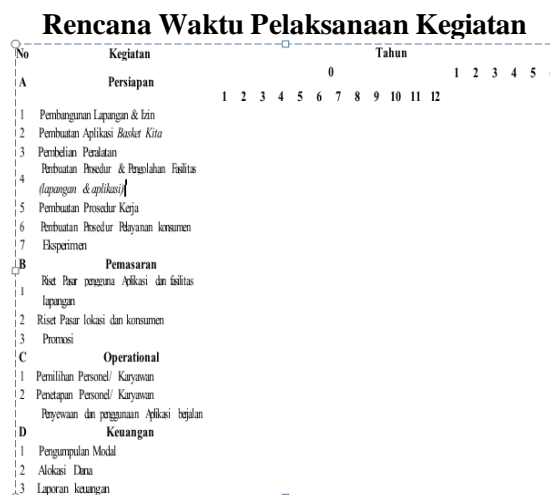 Rencana Waktu Pelaksanaan Kegiatan
No Kegiatan Tahun
A Persiapan 0 1 2 3 4 5
1 2 3 4 5 6 7 8 9 10 11 12
1 Pembangunan Lapangan & Izin
2 Pembuatan Aplikasi Basket Kita
3 Pembelian Peralatan
4 Pembuatan Prosedur & Pengolahan Fasilitas
(lapangan & aplikasi)
5 Pembuatan Prosedur Kerja
6 Pembuatan Prosedur Pelayanan konsumen
7 Eksperimen
B Pemasaran
1 Riset Pasar pengguna Aplikasi dan fasilitas
lapangan
2 Riset Pasar lokasi dan konsumen
3 Promosi
C Operational
1 Pemilihan Personel/ Karyawan
2 Penetapan Personel/ Karyawan
Penyewaan dan penggunaan Aplikasi berjalan
D Keuangan
1 Pengumpulan Modal
2 Alokasi Dana
3 Laporan keuangan